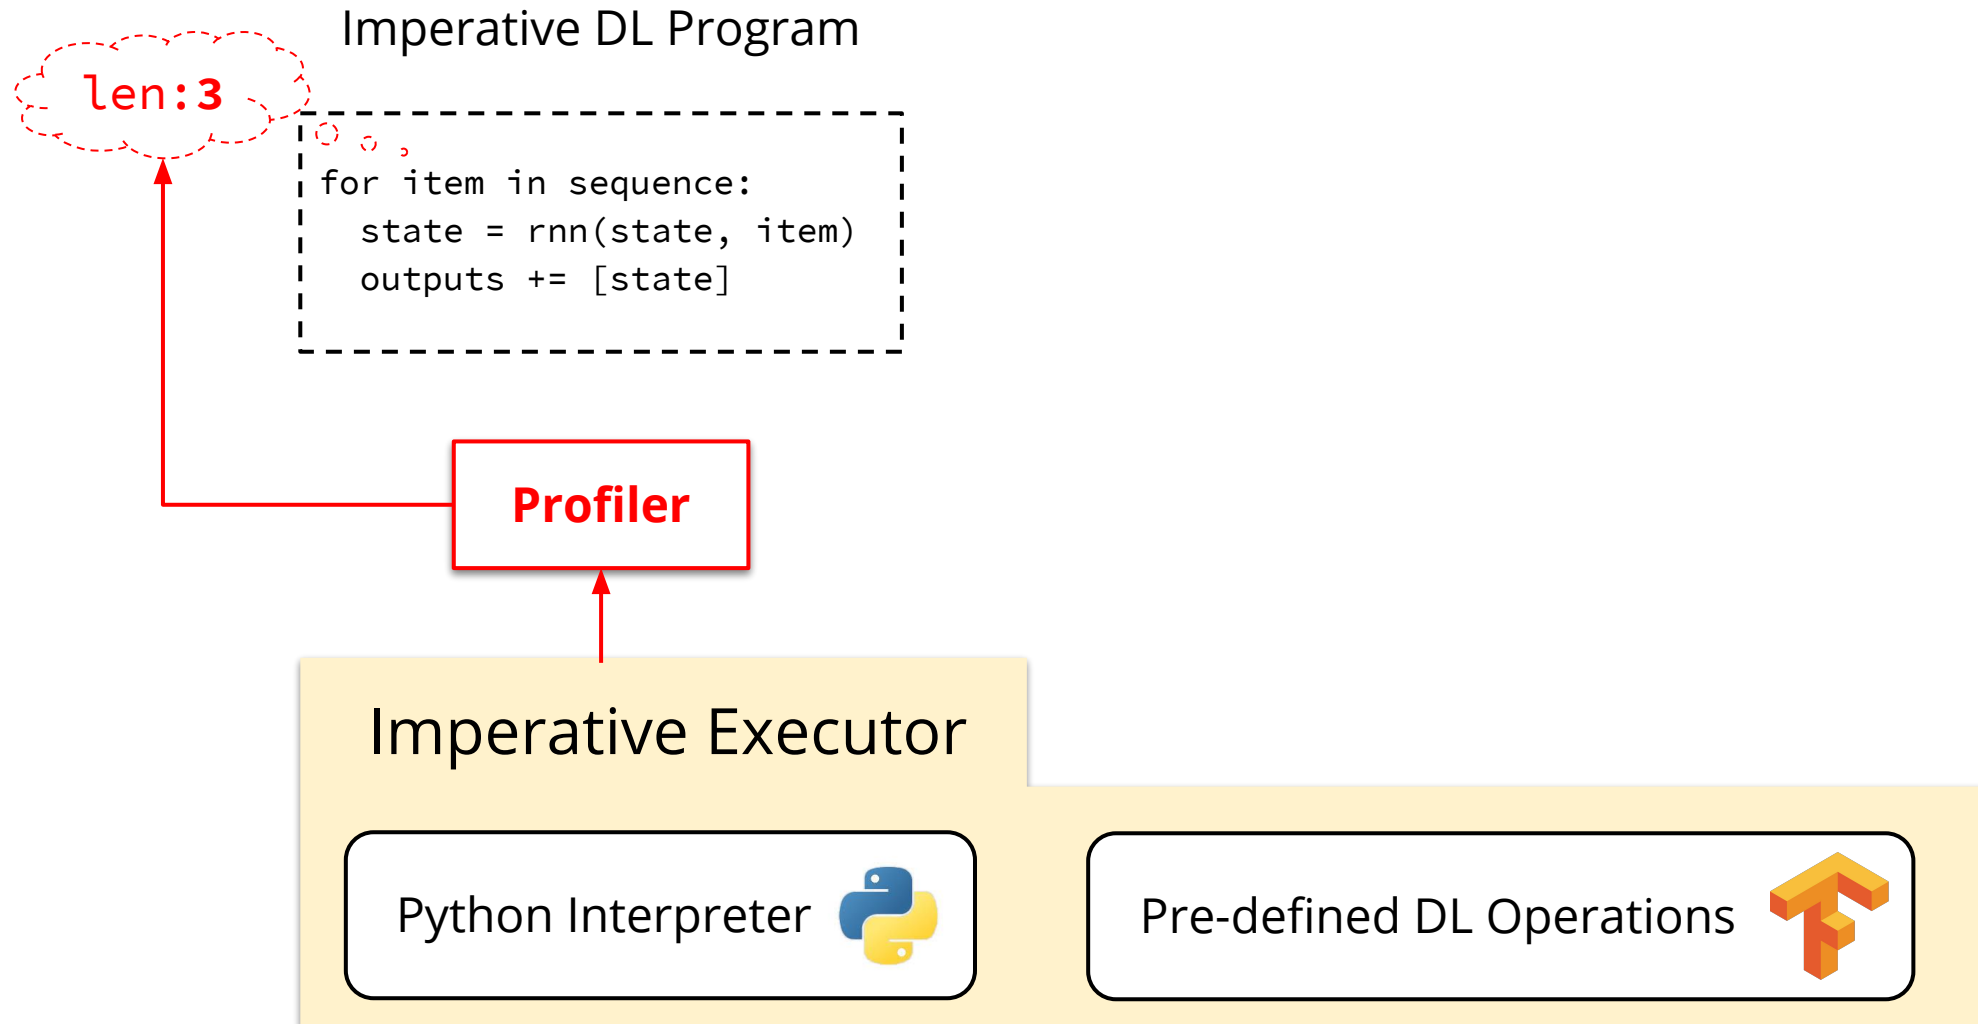 Imperative DL Program
len:3
for item in sequence:
  state = rnn(state, item)
  outputs += [state]
Profiler
Imperative Executor
Python Interpreter
Pre-defined DL Operations